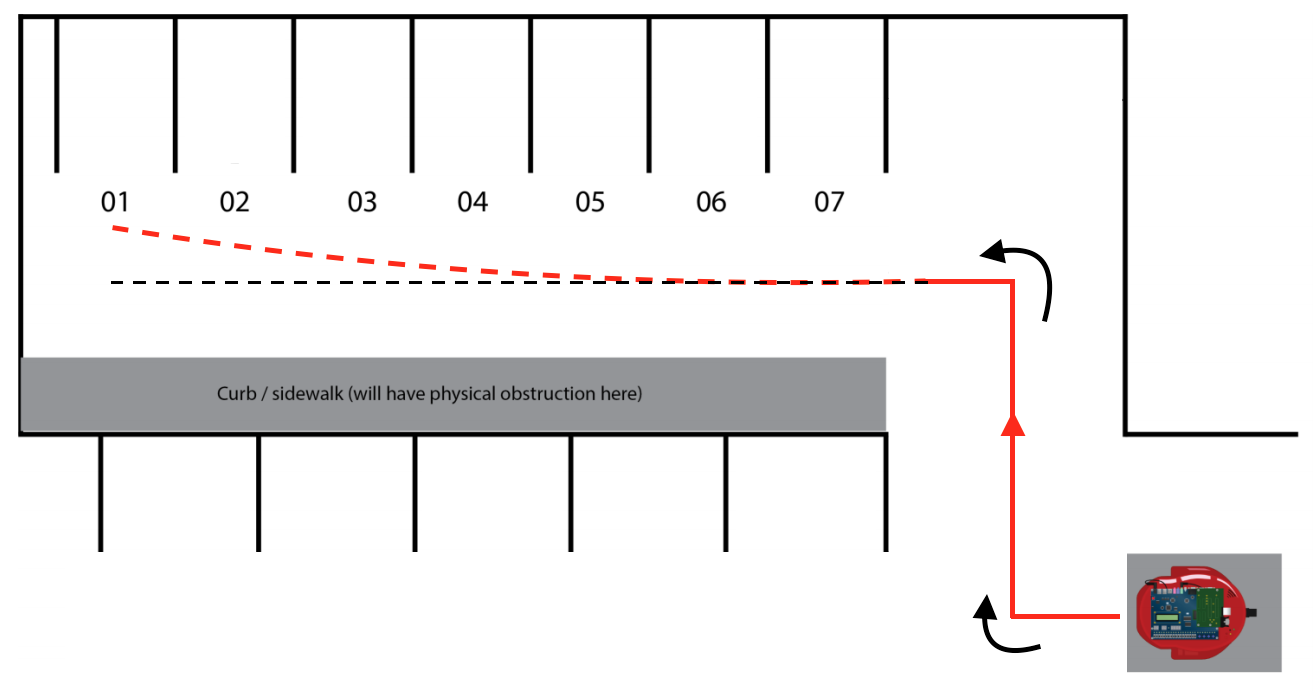 01 02 03 04 05 06 07
Curb / sidewalk (will have physical obstruction here)